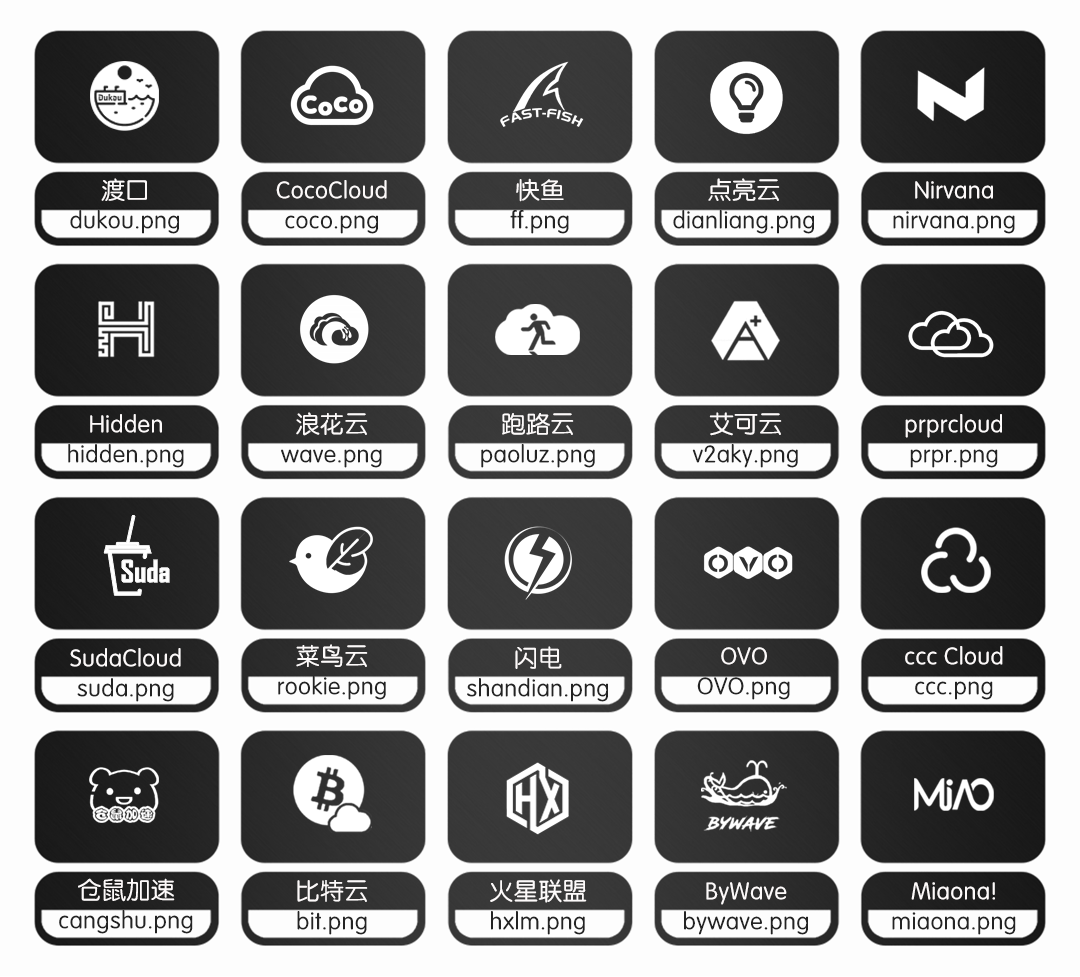 Dukou
CoCo
FAST-FISH
渡口
CocoCloud
快鱼
点亮云
Nirvana
dukou.png
coco.png
ff.png
dianliang.png
nirvana.png
A+
Hidden
浪花云
跑路云
艾可云
prprcloud
hidden.png
wave.png
paoluz.png
v2aky.png
prpr.png
Suda
OVO
SudaCloud
菜鸟云
闪电
OVO
ccc Cloud
suda.png
rookie.png
shandian.png
OVO.png
ccc.png
仓鼠加速
HX
BYWAVE
MiAO
仓鼠加速
比特云
火星联盟
ByWave
Miaona!
cangshu.png
bit.png
hxlm.png
bywave.png
miaona.png